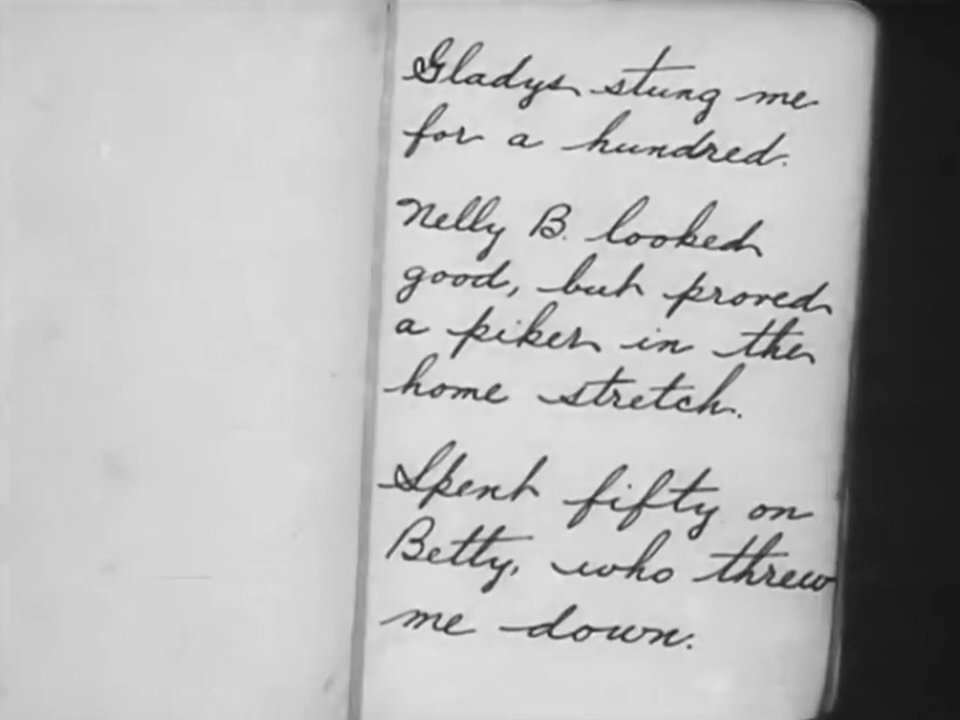 Gladys stung me
for a hundred.
Nelly B. looked
good, but proved
a piker in the
home stretch.
Spent fifty on
Betty, who threw
me down.